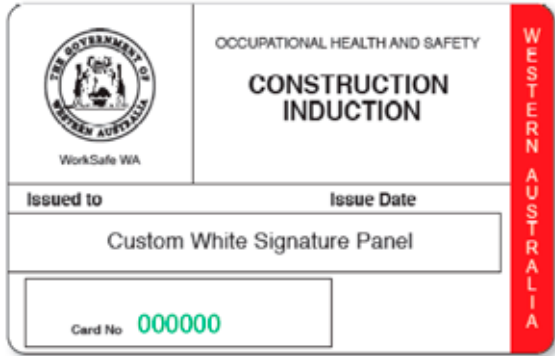 THE GOVERNMENT OF
WESTERN AUSTRALIA
WorkSafe WA
OCCUPATIONAL HEALTH AND SAFETY
CONSTRUCTION
INDUCTION
Issued to
Issue Date
Custom White Signature Panel
Card No 000000
WESTERN AUSTRALIA